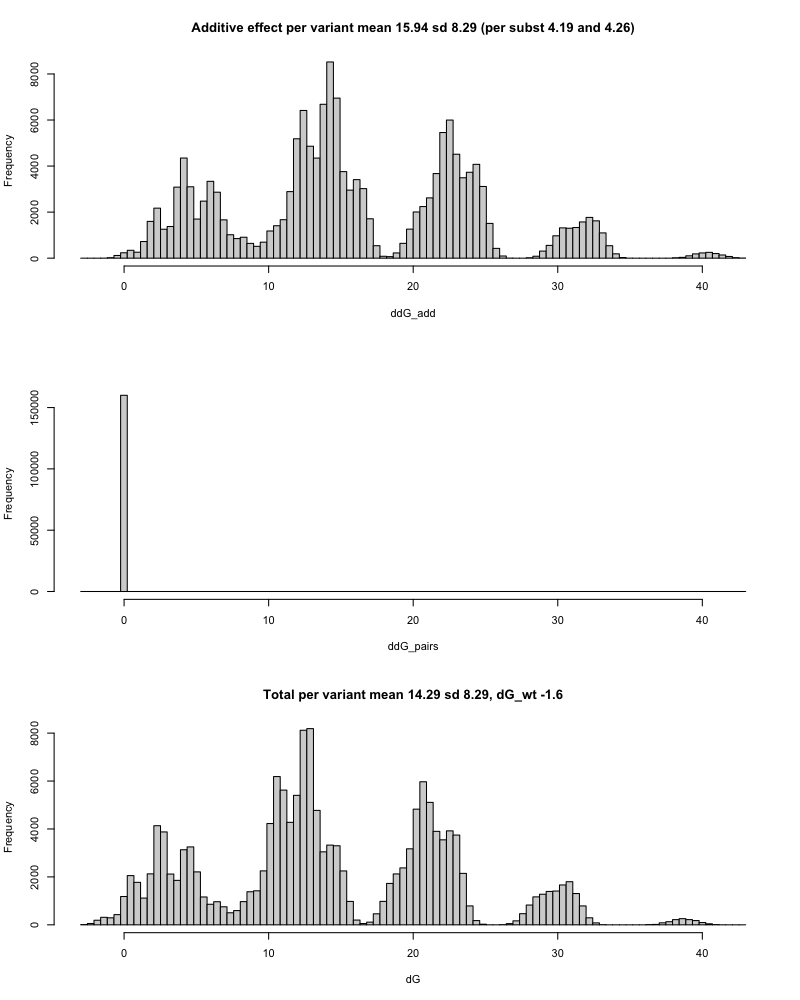 Additive effect per variant mean 15.94 sd 8.29 (per subst 4.19 and 4.26)
Frequency
8000
6000
4000
2000
0
0 10 20 30 40
ddG_add
Frequency
150000
100000
50000
0
0 10 20 30 40
ddG_pairs
Total per variant mean 14.29 sd 8.29, dG_wt -1.6
Frequency
8000
6000
4000
2000
0
0 10 20 30 40
dG